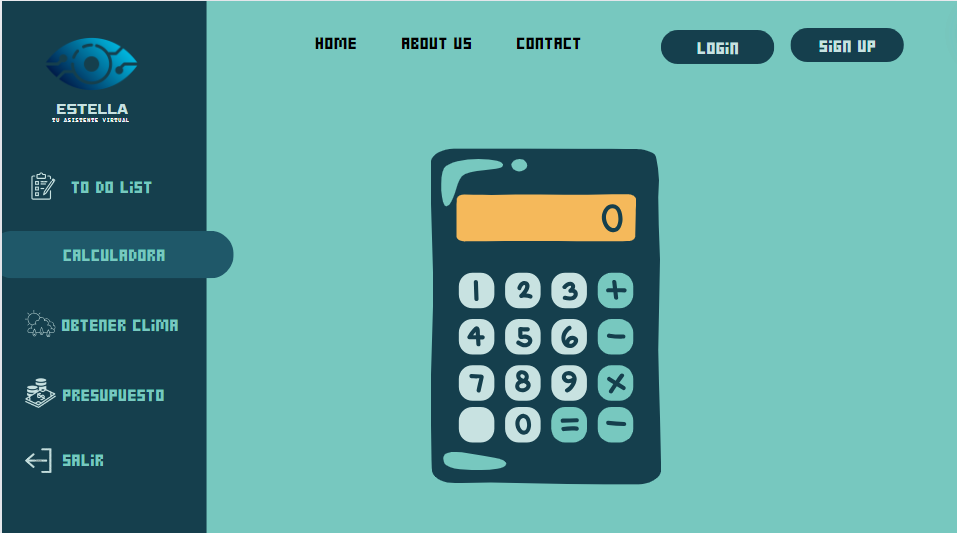 ESTELLA
TU ASISTENTE VIRTUAL
TO DO LiST
CALCULADORA
OBTENER CLiMA
PRESUPUESTO
SALiR
HOME ABOUT US CONTACT LOGiN SiGN UP
0
1 2 3 +
4 5 6 −
7 8 9 ×
0 = −